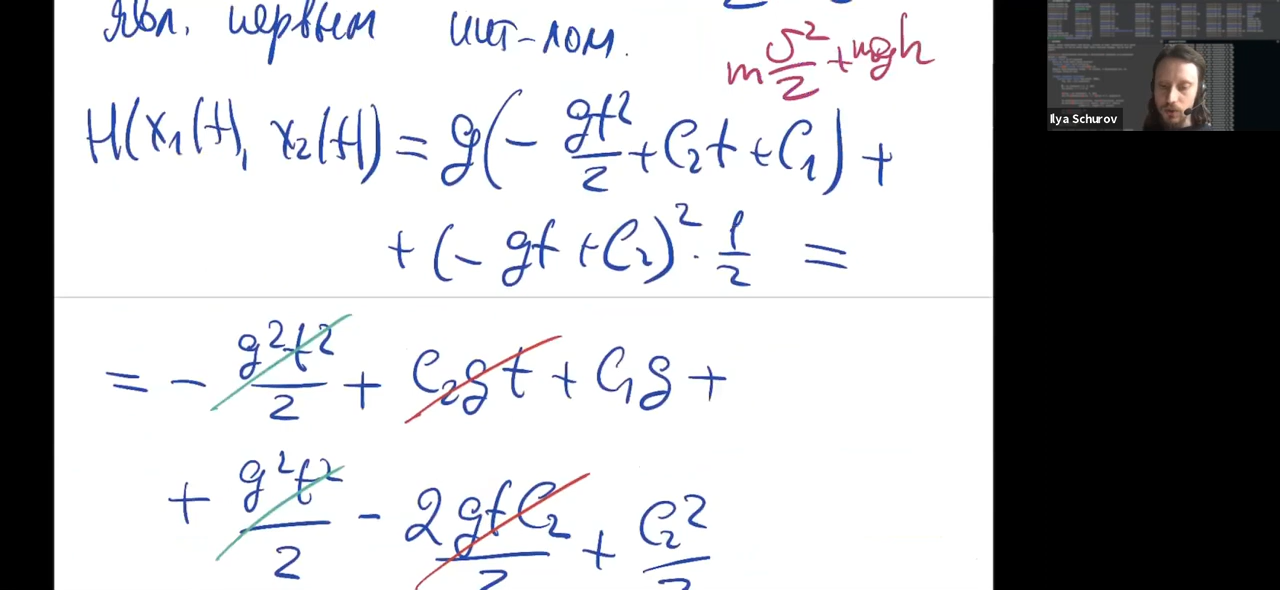 явл. первым инт-лом.
m v²/2 + mgh
H(x₁(t), x₂(t)) = g(- gt²/2 + C₂t + C₁) +
+ (- gt + C₂)² · 1/2 =
= - g²t²/2 + C₂gt + C₁g +
+ g²t²/2 - 2gtC₂/2 + C₂²/2
Ilya Schurov